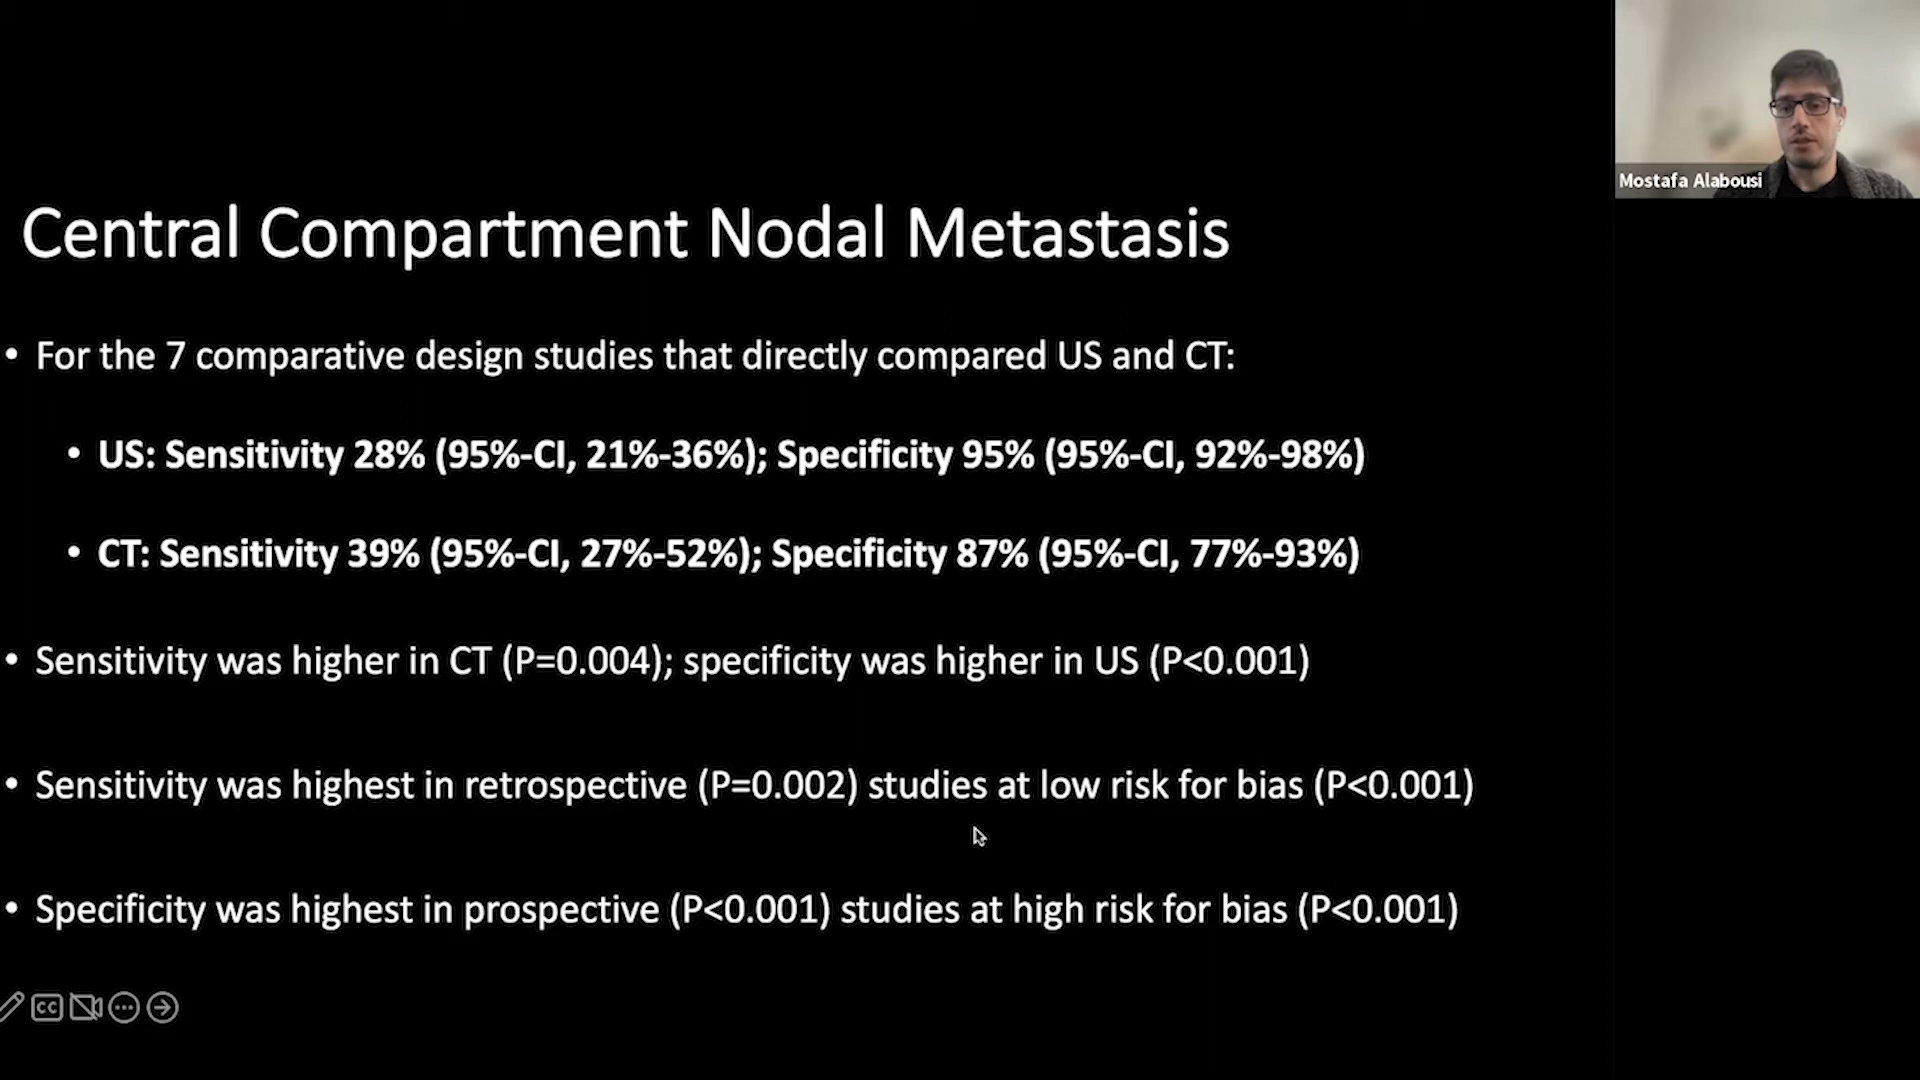 Mostafa Alabousi
Central Compartment Nodal Metastasis
• For the 7 comparative design studies that directly compared US and CT:
• US: Sensitivity 28% (95%-CI, 21%-36%); Specificity 95% (95%-CI, 92%-98%)
• CT: Sensitivity 39% (95%-CI, 27%-52%); Specificity 87% (95%-CI, 77%-93%)
• Sensitivity was higher in CT (P=0.004); specificity was higher in US (P<0.001)
• Sensitivity was highest in retrospective (P=0.002) studies at low risk for bias (P<0.001)
• Specificity was highest in prospective (P<0.001) studies at high risk for bias (P<0.001)
CC